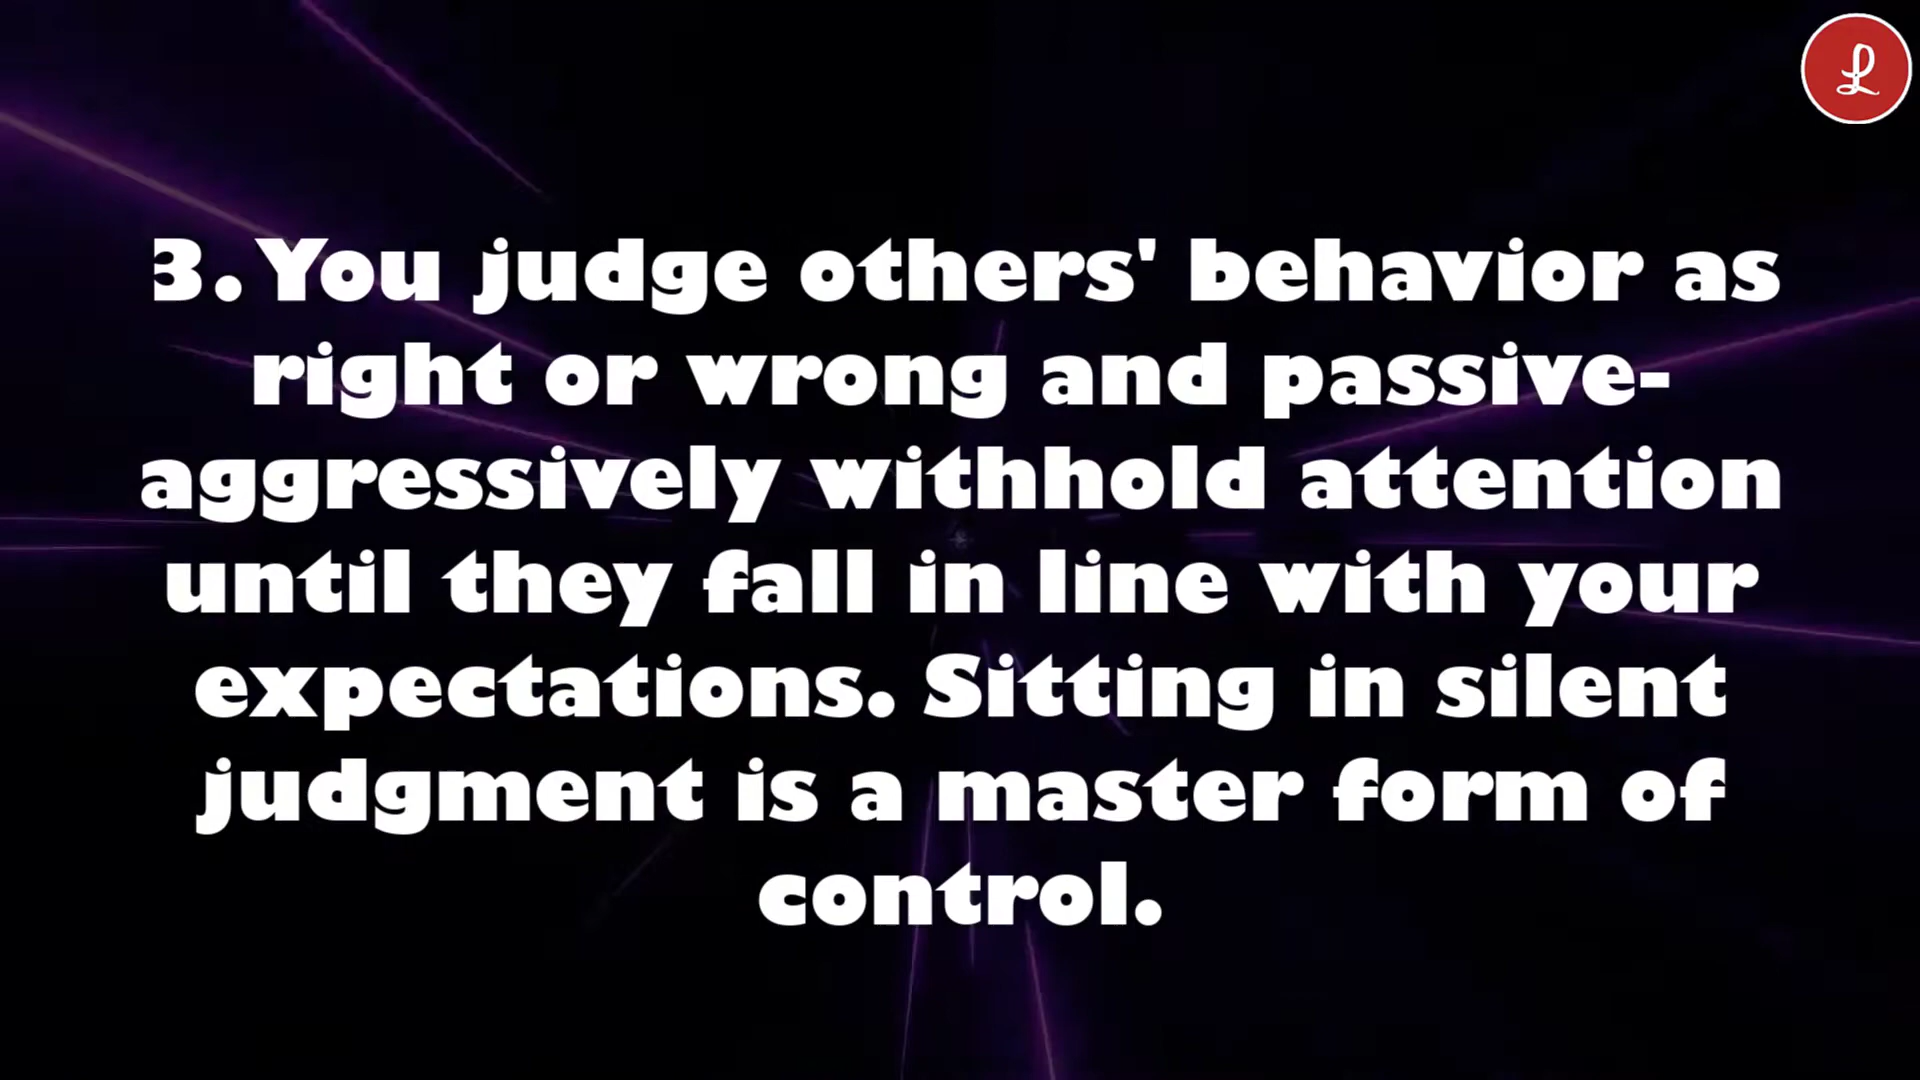 3. You judge others' behavior as
right or wrong and passive-
aggressively withhold attention
until they fall in line with your
expectations. Sitting in silent
judgment is a master form of
control.
L